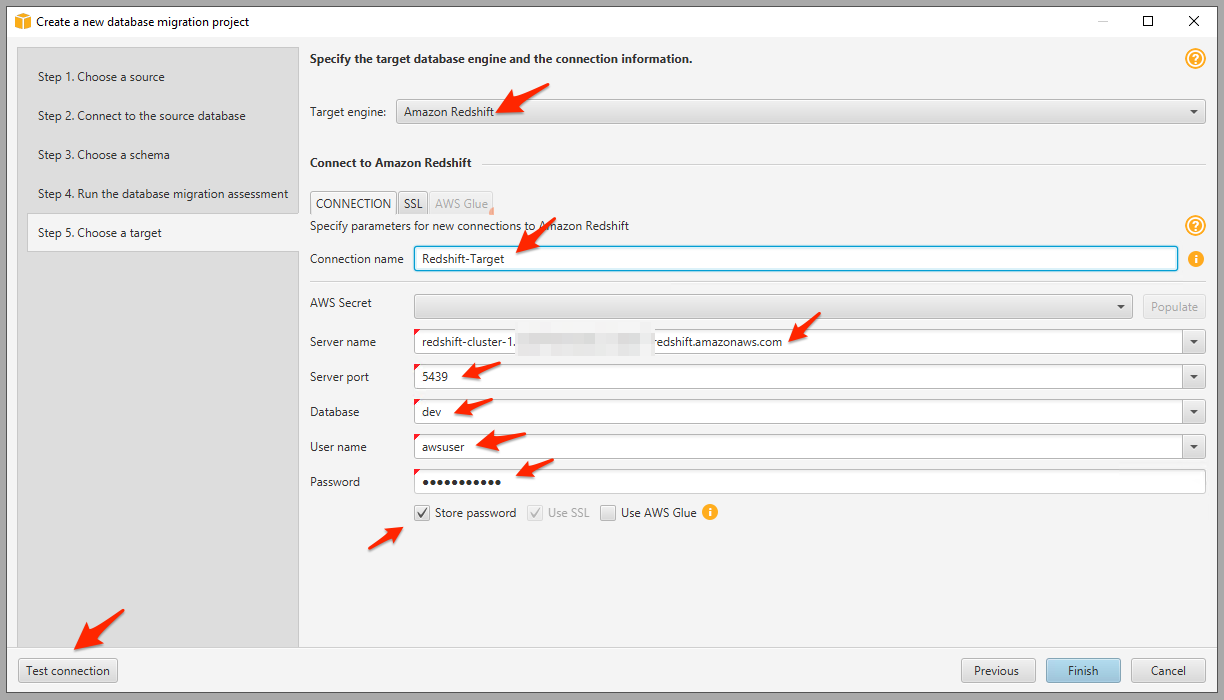 Create a new database migration project
Step 1. Choose a source
Step 2. Connect to the source database
Step 3. Choose a schema
Step 4. Run the database migration assessment
Step 5. Choose a target
Specify the target database engine and the connection information.
Target engine: Amazon Redshift
Connect to Amazon Redshift
CONNECTION SSL AWS Glue
Specify parameters for new connections to Amazon Redshift
Connection name Redshift-Target
AWS Secret Populate
Server name redshift-cluster-1. redshift.amazonaws.com
Server port 5439
Database dev
User name awsuser
Password •••••••••••
Store password Use SSL Use AWS Glue
Test connection Previous Finish Cancel